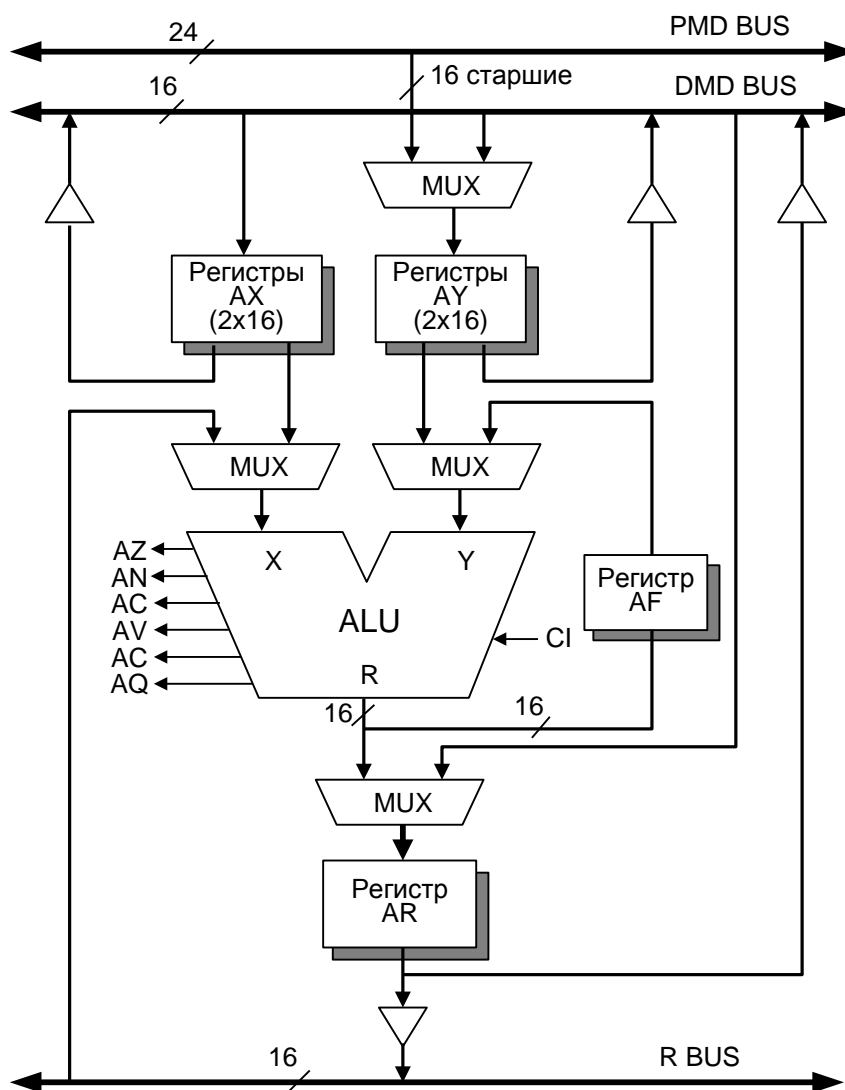 24
PMD BUS
16 старшие
16
DMD BUS
MUX
Регистры
AX
(2x16)
Регистры
AY
(2x16)
MUX
MUX
X
Y
AZ
AN
AC
AV
AC
AQ
ALU
CI
Регистр
AF
R
16
16
MUX
Регистр
AR
16
R BUS